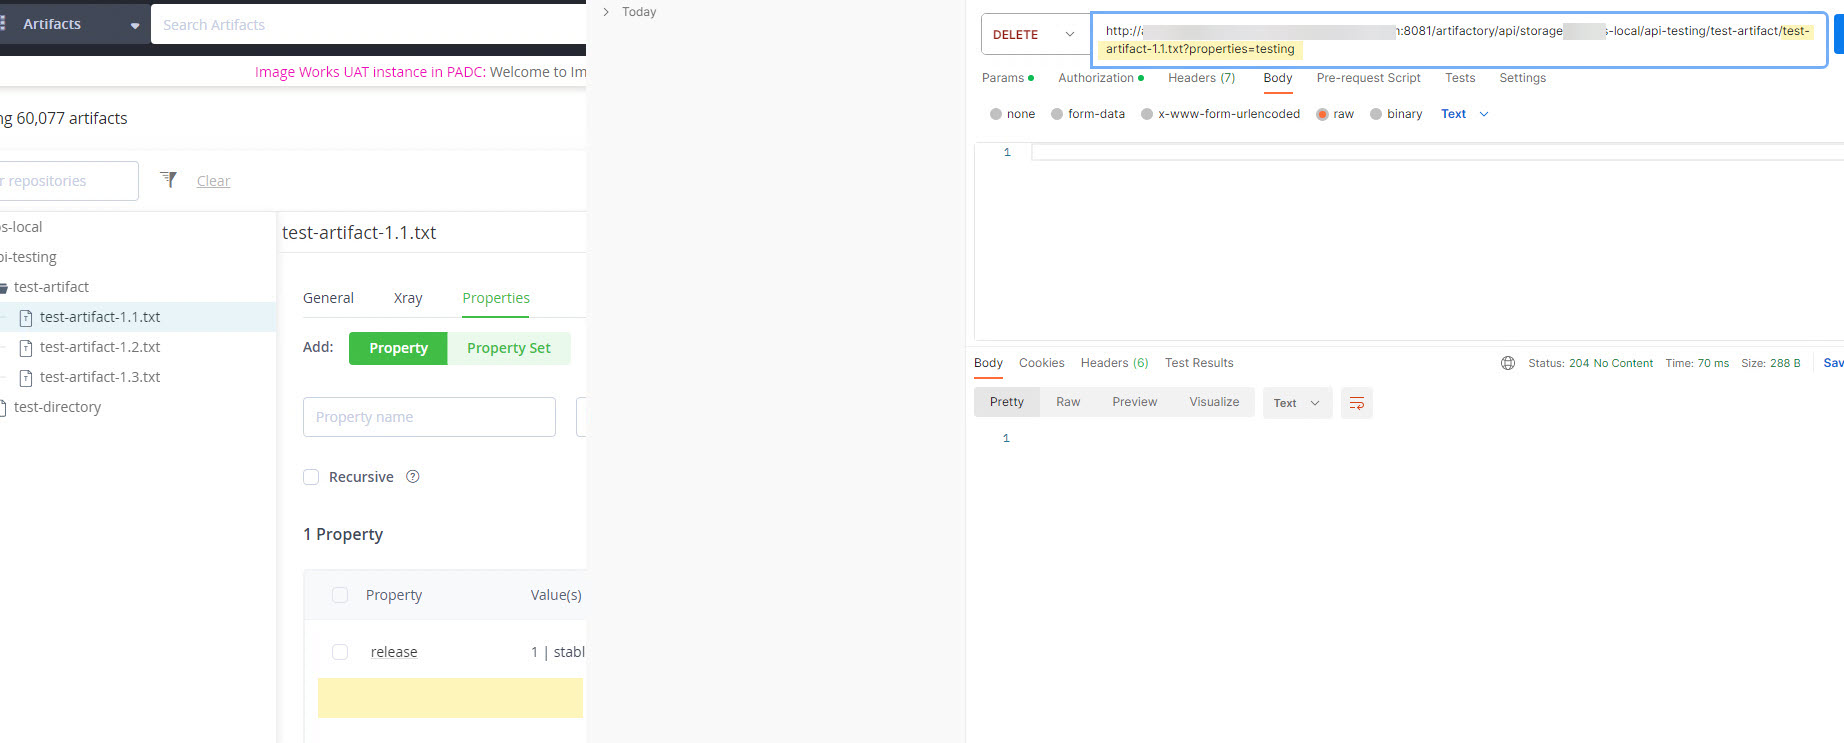 Artifacts
Search Artifacts
Image Works UAT instance in PADC: Welcome to Im
ng 60,077 artifacts
r repositories
Clear
s-local
pi-testing
test-artifact
test-artifact-1.1.txt
test-artifact-1.2.txt
test-artifact-1.3.txt
test-directory
test-artifact-1.1.txt
General Xray Properties
Add: Property Property Set
Property name
Recursive ?
1 Property
Property Value(s)
release 1 | stabl
Today
DELETE
http:// :8081/artifactory/api/storage s-local/api-testing/test-artifact/test-
artifact-1.1.txt?properties=testing
Params Authorization Headers (7) Body Pre-request Script Tests Settings
none form-data x-www-form-urlencoded raw binary Text
1
Body Cookies Headers (6) Test Results Status: 204 No Content Time: 70 ms Size: 288 B Sav
Pretty Raw Preview Visualize Text
1